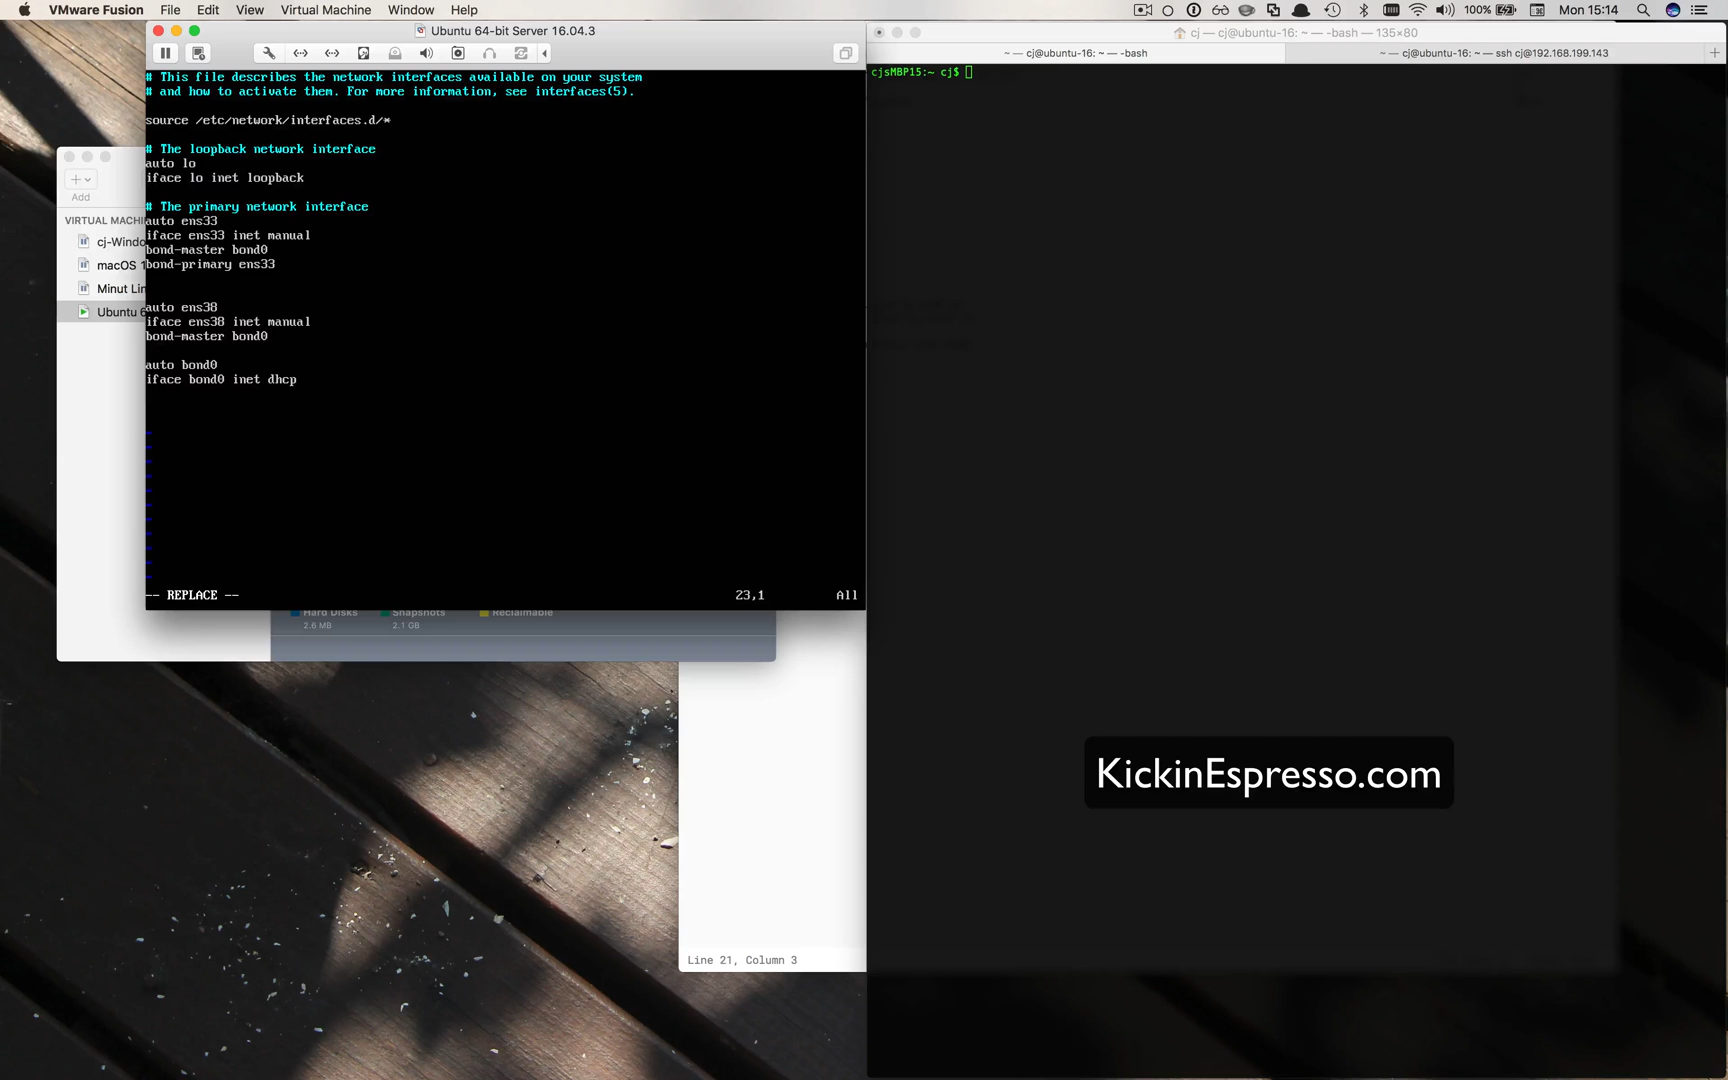 VMware Fusion File Edit View Virtual Machine Window Help
100% Mon 15:14
Ubuntu 64-bit Server 16.04.3
# This file describes the network interfaces available on your system
# and how to activate them. For more information, see interfaces(5).
source /etc/network/interfaces.d/*
# The loopback network interface
auto lo
iface lo inet loopback
# The primary network interface
auto ens33
iface ens33 inet manual
bond-master bond0
bond-primary ens33
auto ens38
iface ens38 inet manual
bond-master bond0
auto bond0
iface bond0 inet dhcp
~
~
~
~
~
~
~
~
~
~
~
-- REPLACE -- 23,1 All
Add
VIRTUAL MACHI
cj-Windo
macOS 1
Minut Lin
Ubuntu 6
Hard Disks Snapshots Reclaimable
2.6 MB 2.1 GB
Line 21, Column 3
cj — cj@ubuntu-16: ~ — -bash — 135×80
~ — cj@ubuntu-16: ~ — -bash ~ — cj@ubuntu-16: ~ — ssh cj@192.168.199.143
cjsMBP15:~ cj$
KickinEspresso.com